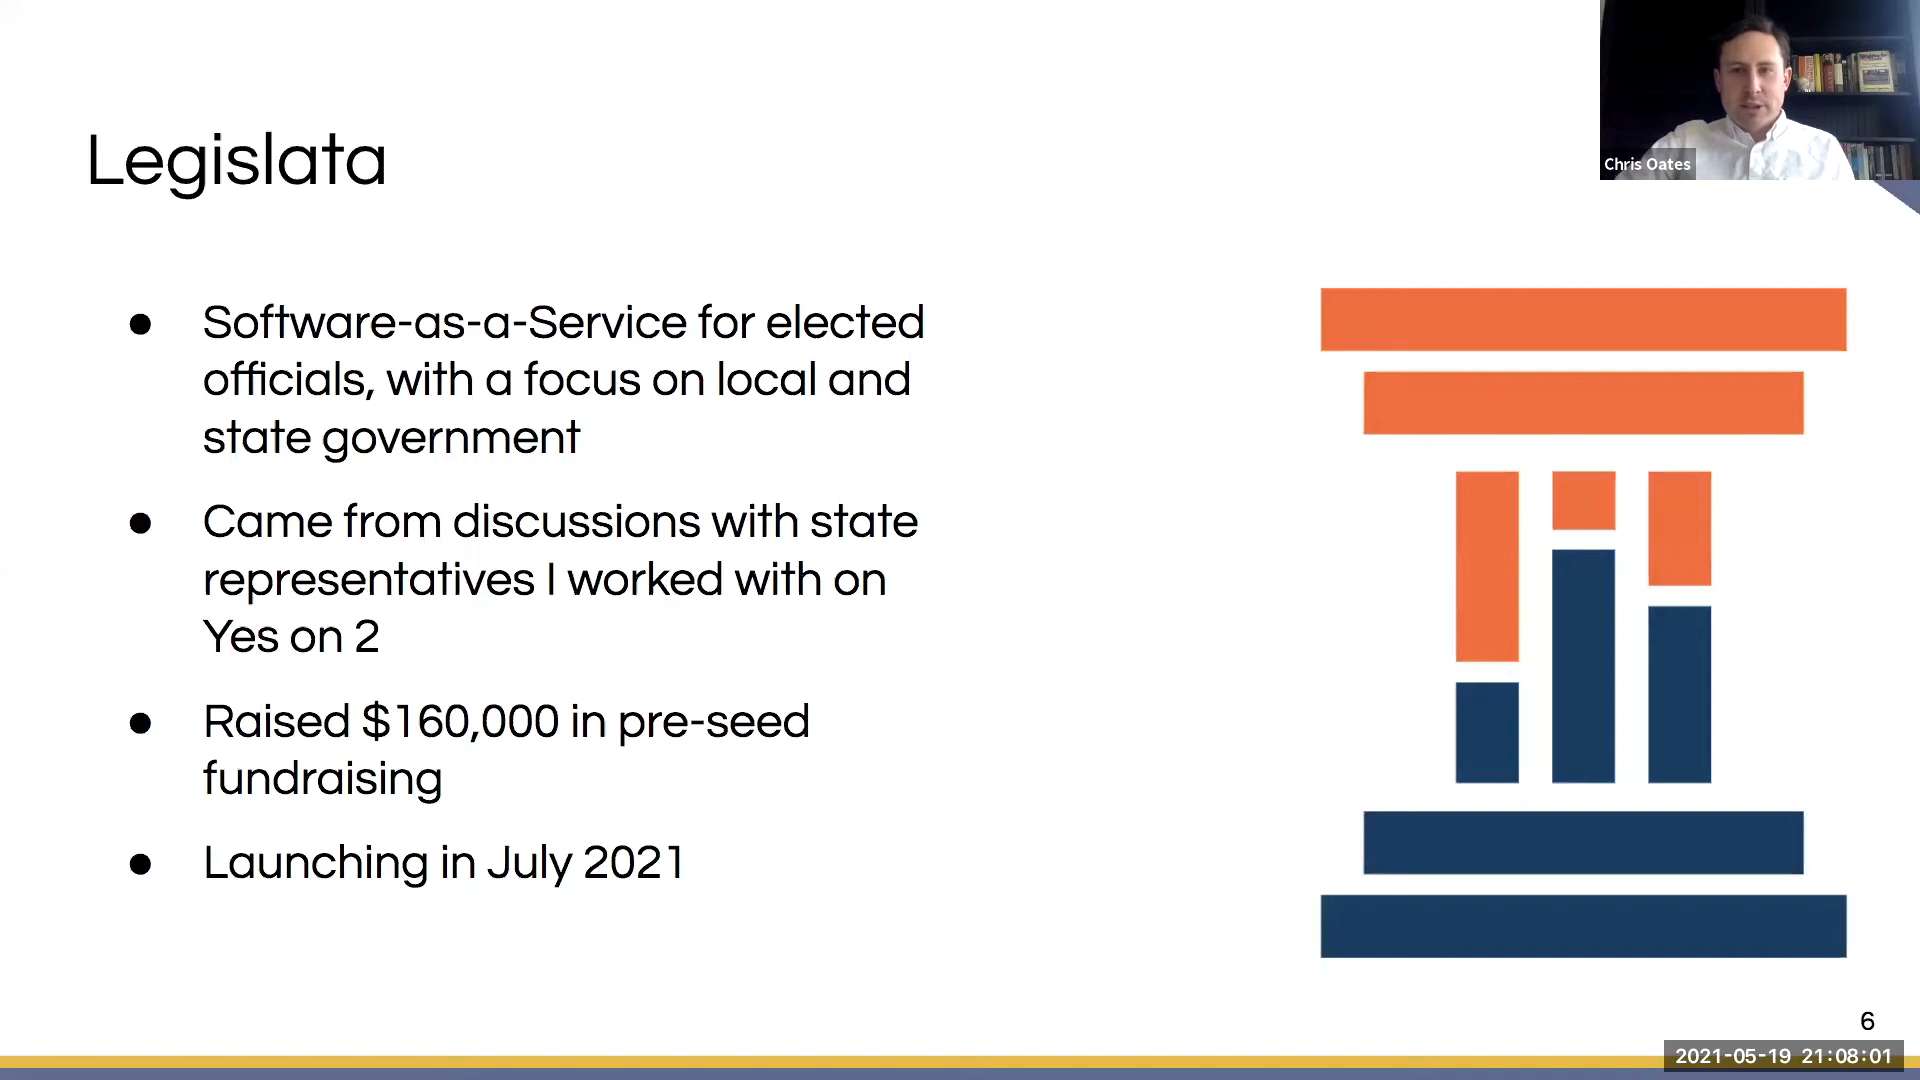 Chris Oates
Legislata
● Software-as-a-Service for elected
officials, with a focus on local and
state government
● Came from discussions with state
representatives I worked with on
Yes on 2
● Raised $160,000 in pre-seed
fundraising
● Launching in July 2021
6
2021-05-19 21:08:01